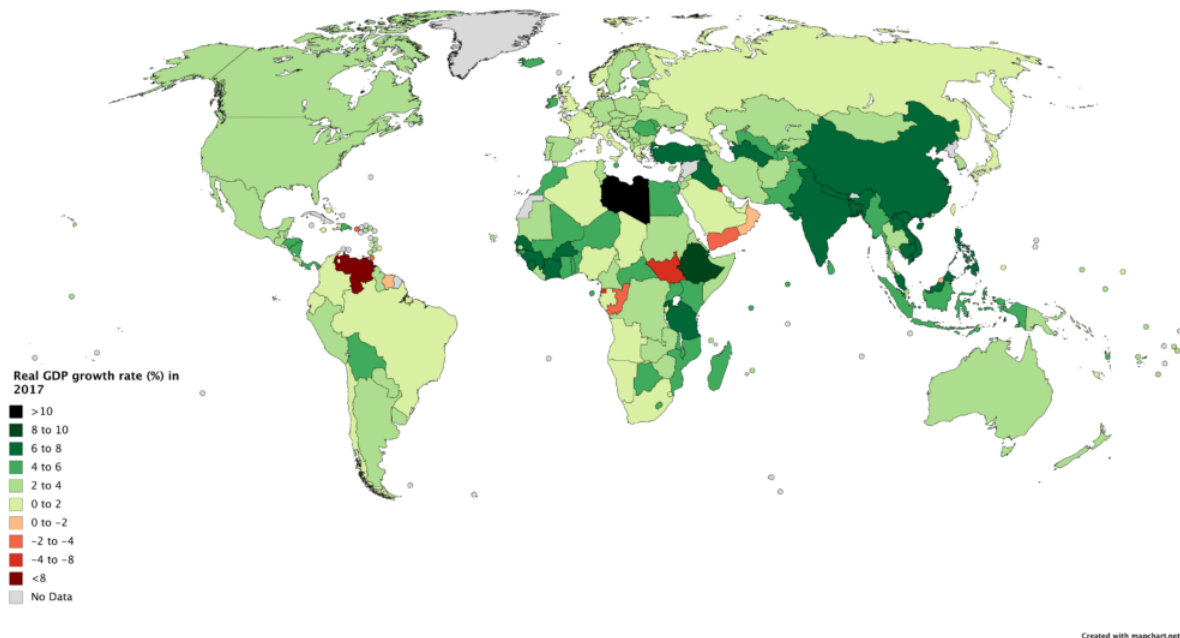 Real GDP growth rate (%) in
2017
>10
8 to 10
6 to 8
4 to 6
2 to 4
0 to 2
0 to -2
-2 to -4
-4 to -8
<8
No Data
Created with mapchart.net